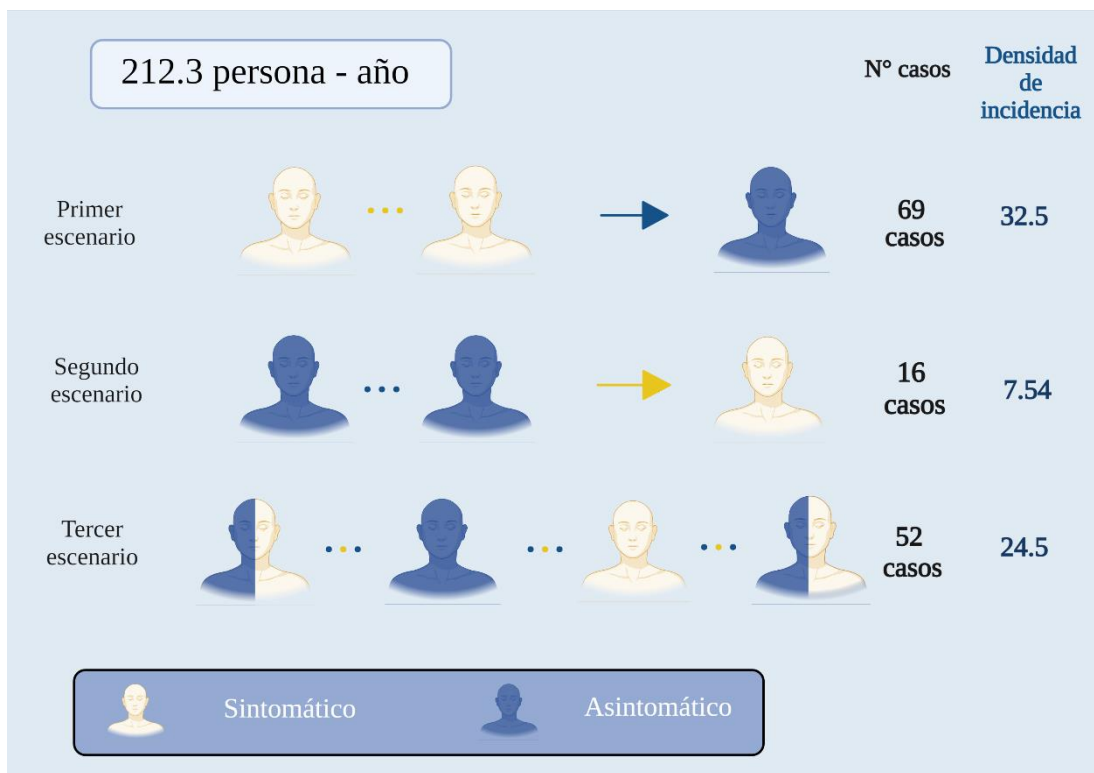 212.3 persona - año
N° casos
Densidad
de
incidencia
Primer
escenario
69
casos
32.5
Segundo
escenario
16
casos
7.54
Tercer
escenario
52
casos
24.5
Sintomático
Asintomático